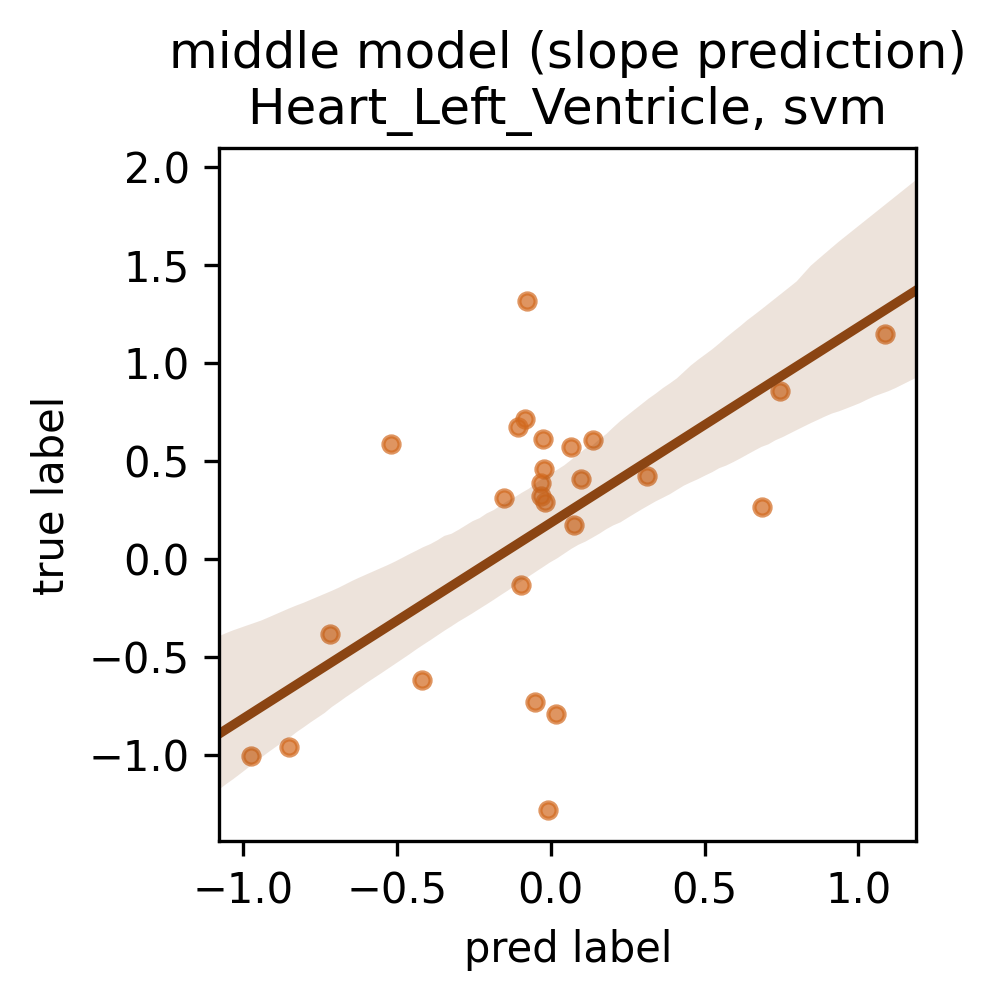 middle model (slope prediction)
Heart_Left_Ventricle, svm
2.0
1.5
1.0
0.5
0.0
−0.5
−1.0
true label
−1.0 −0.5 0.0 0.5 1.0
pred label